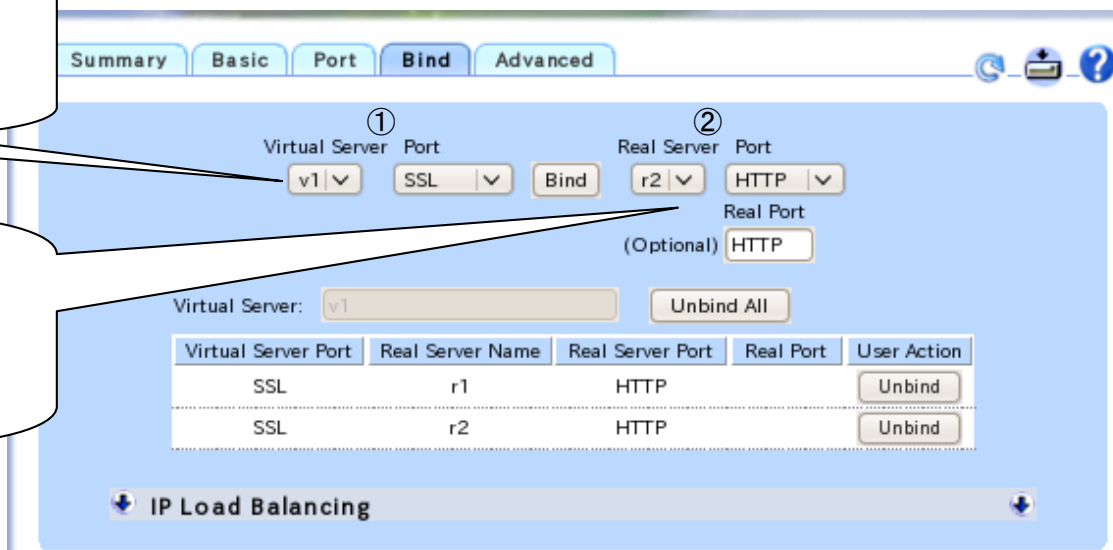 Summary Basic Port Bind Advanced
① ②
Virtual Server Port Real Server Port
v1 SSL Bind r2 HTTP
Real Port
(Optional) HTTP
Virtual Server: v1 Unbind All
Virtual Server Port Real Server Name Real Server Port Real Port User Action
SSL r1 HTTP Unbind
SSL r2 HTTP Unbind
IP Load Balancing